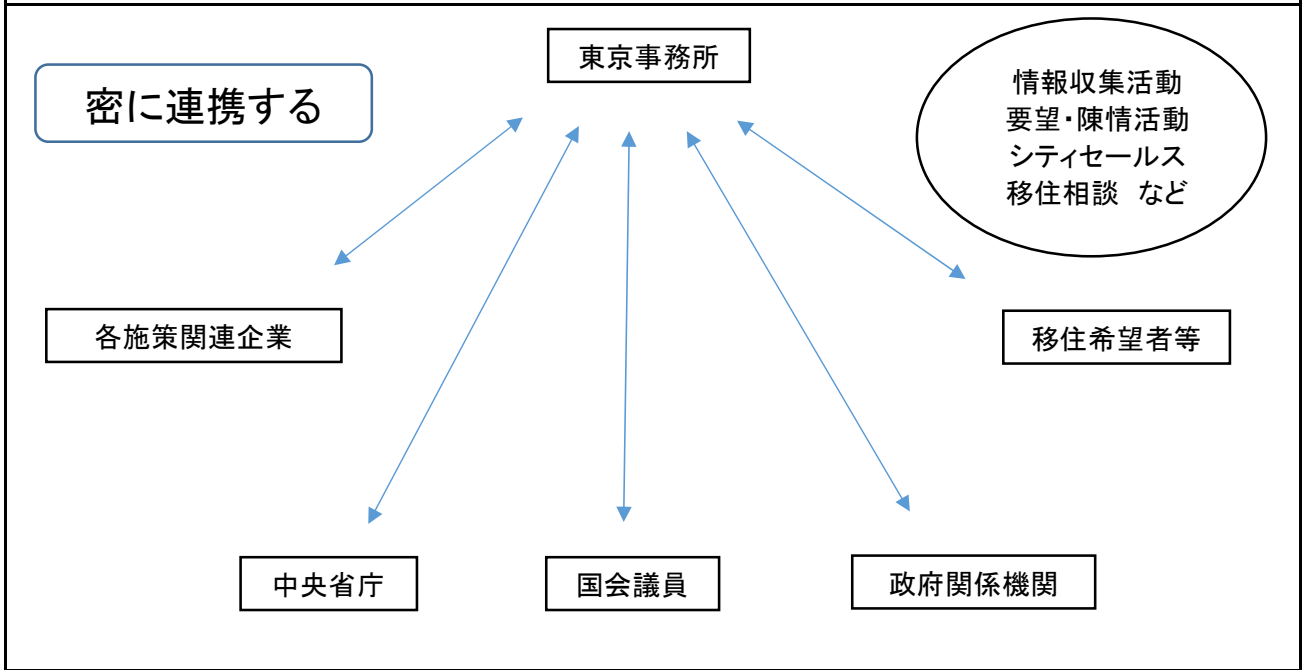 東京事務所
密に連携する
情報収集活動
要望・陳情活動
シティセールス
移住相談　など
各施策関連企業
移住希望者等
中央省庁
国会議員
政府関係機関